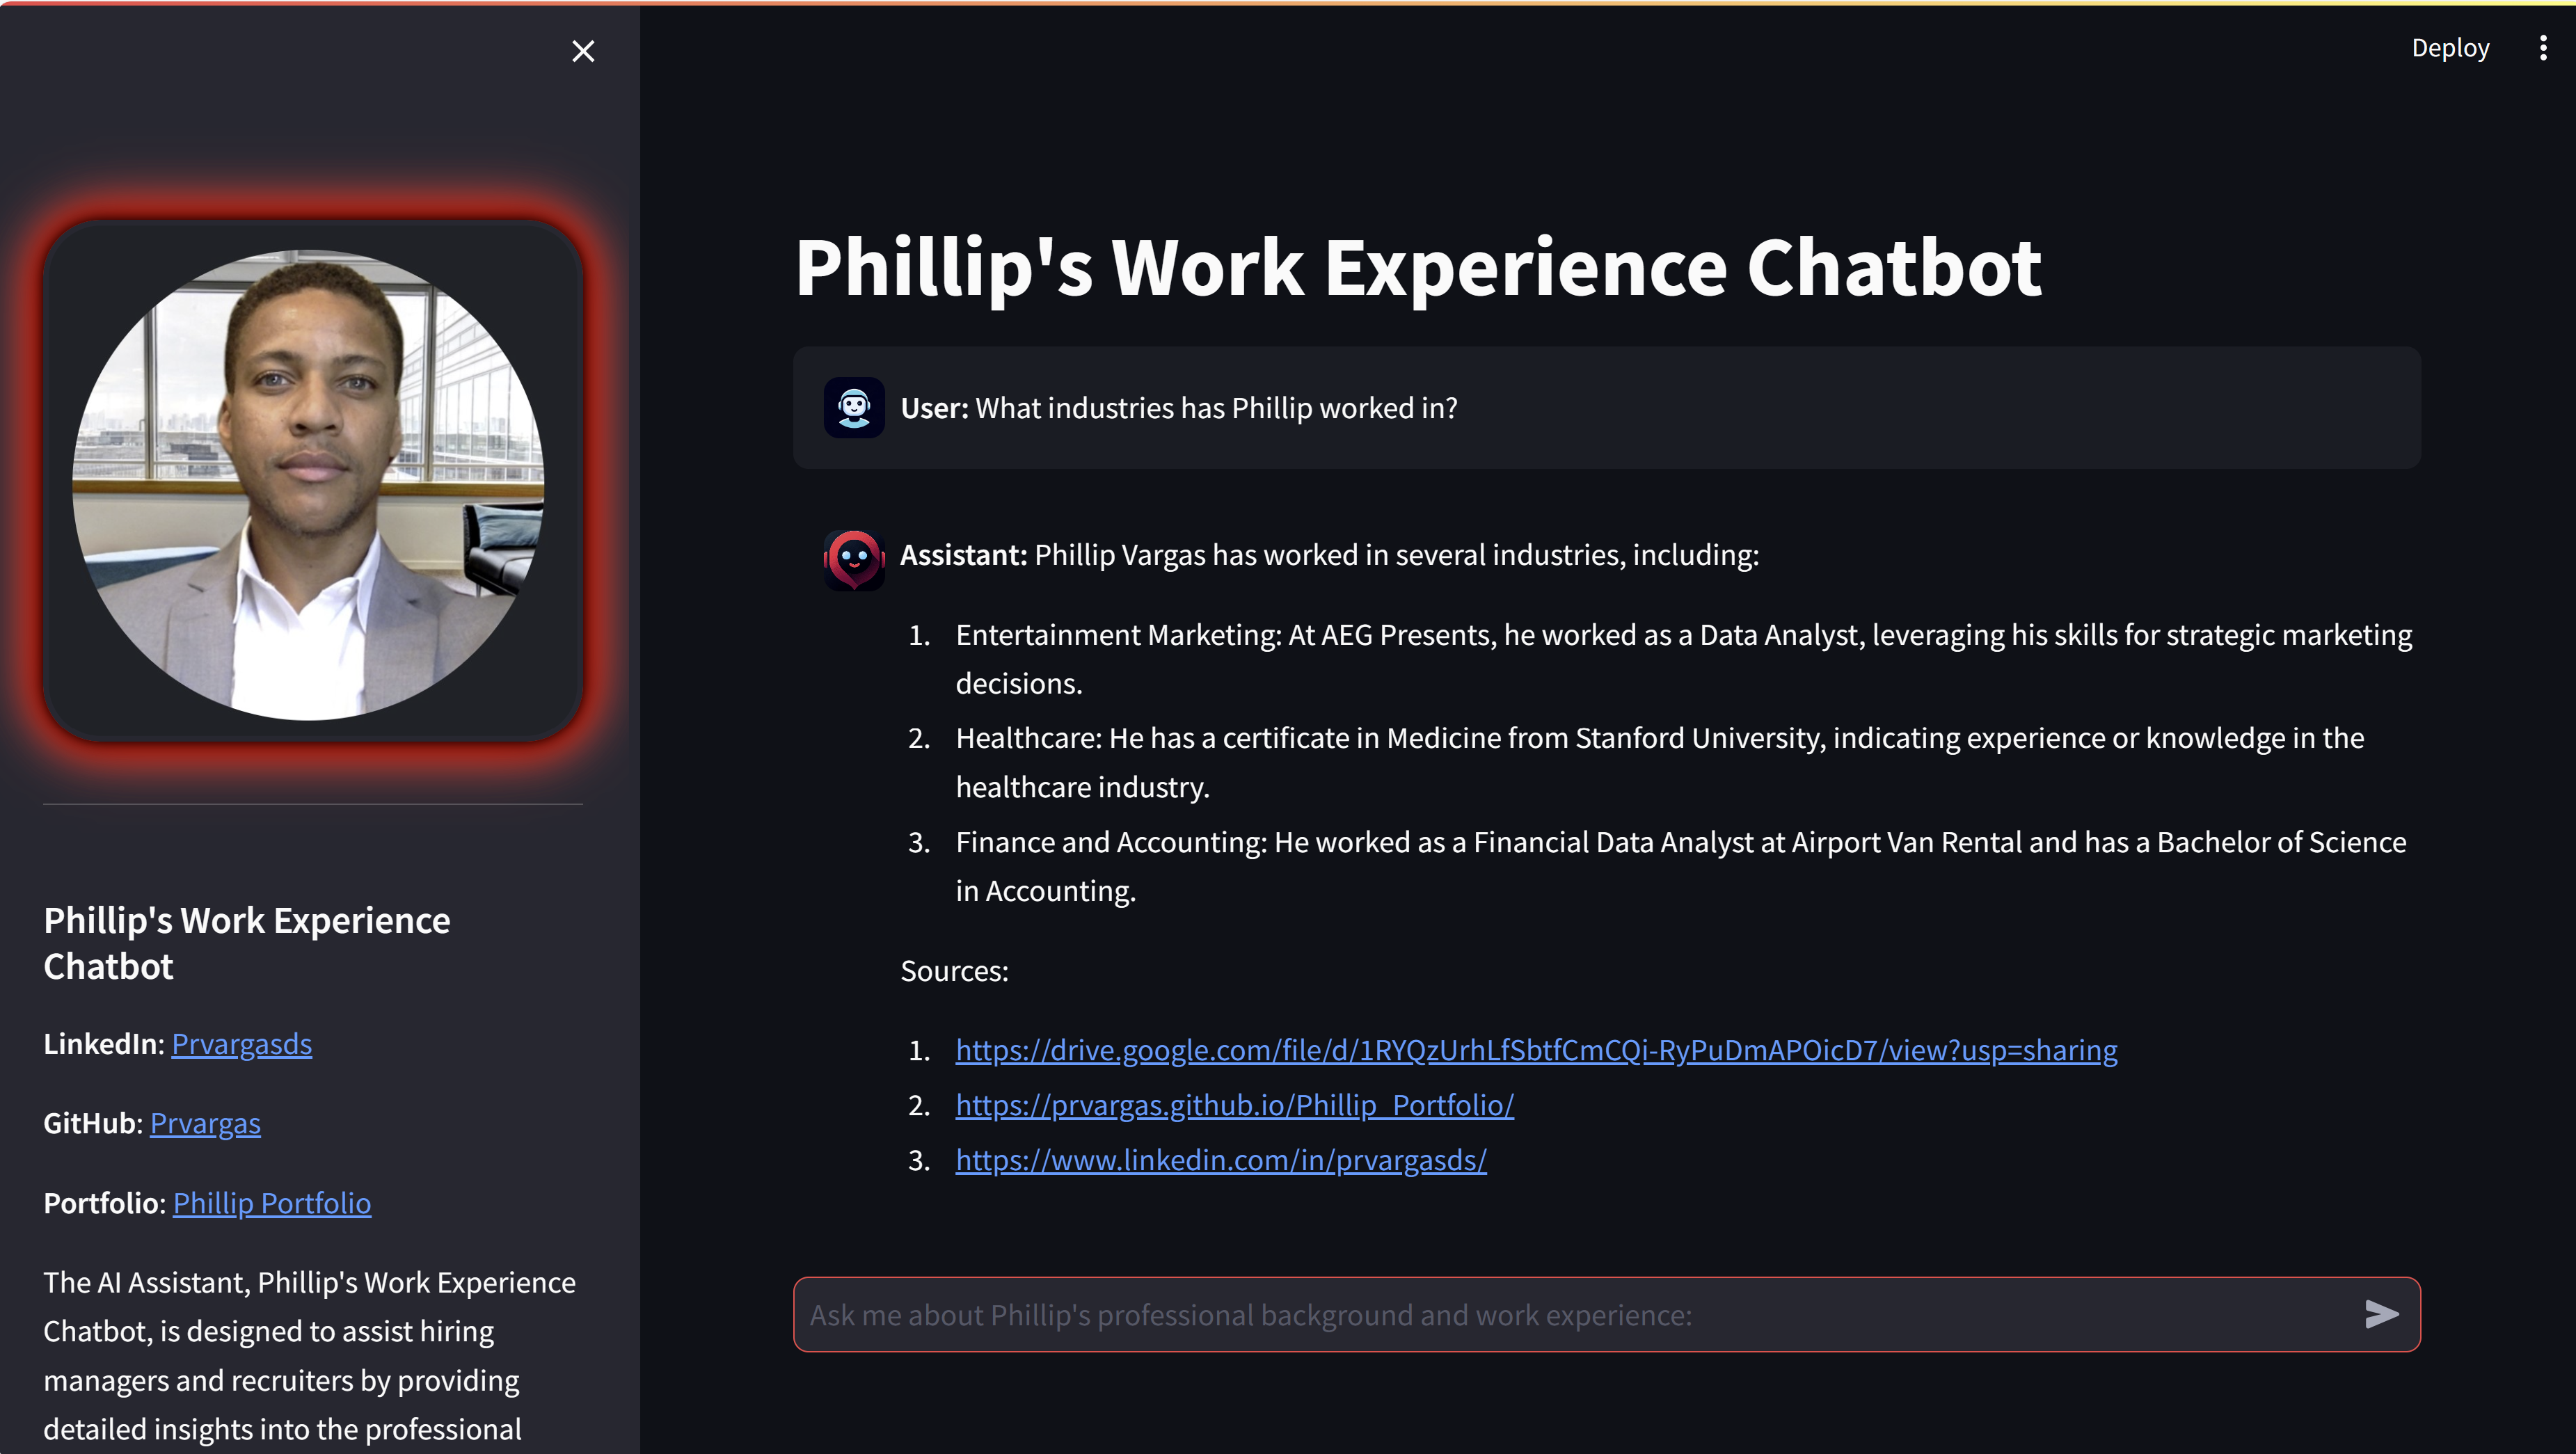 Deploy
Phillip's Work Experience
Chatbot
LinkedIn: Prvargasds
GitHub: Prvargas
Portfolio: Phillip Portfolio
The AI Assistant, Phillip's Work Experience
Chatbot, is designed to assist hiring
managers and recruiters by providing
detailed insights into the professional
Phillip's Work Experience Chatbot
User: What industries has Phillip worked in?
Assistant: Phillip Vargas has worked in several industries, including:
1. Entertainment Marketing: At AEG Presents, he worked as a Data Analyst, leveraging his skills for strategic marketing
decisions.
2. Healthcare: He has a certificate in Medicine from Stanford University, indicating experience or knowledge in the
healthcare industry.
3. Finance and Accounting: He worked as a Financial Data Analyst at Airport Van Rental and has a Bachelor of Science
in Accounting.
Sources:
1. https://drive.google.com/file/d/1RYQzUrhLfSbtfCmCQi-RyPuDmAPOicD7/view?usp=sharing
2. https://prvargas.github.io/Phillip_Portfolio/
3. https://www.linkedin.com/in/prvargasds/
Ask me about Phillip's professional background and work experience: